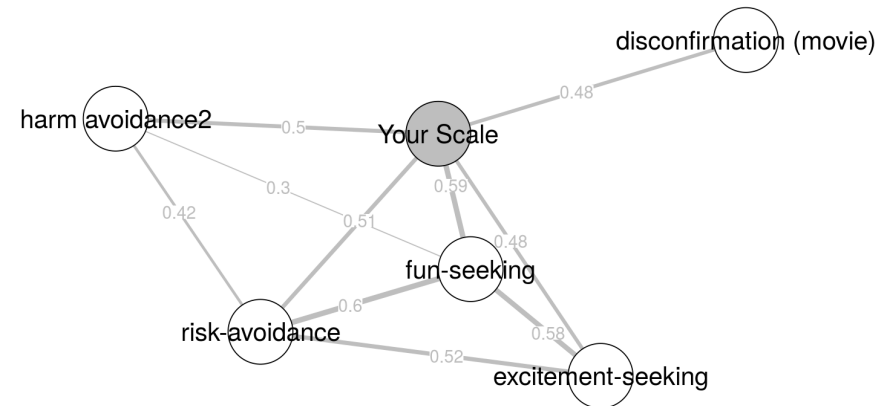 disconfirmation (movie)
0.48
harm avoidance2
0.5
Your Scale
0.3
0.59
0.42
0.51
0.48
fun-seeking
0.6
risk-avoidance
0.58
0.52
excitement-seeking